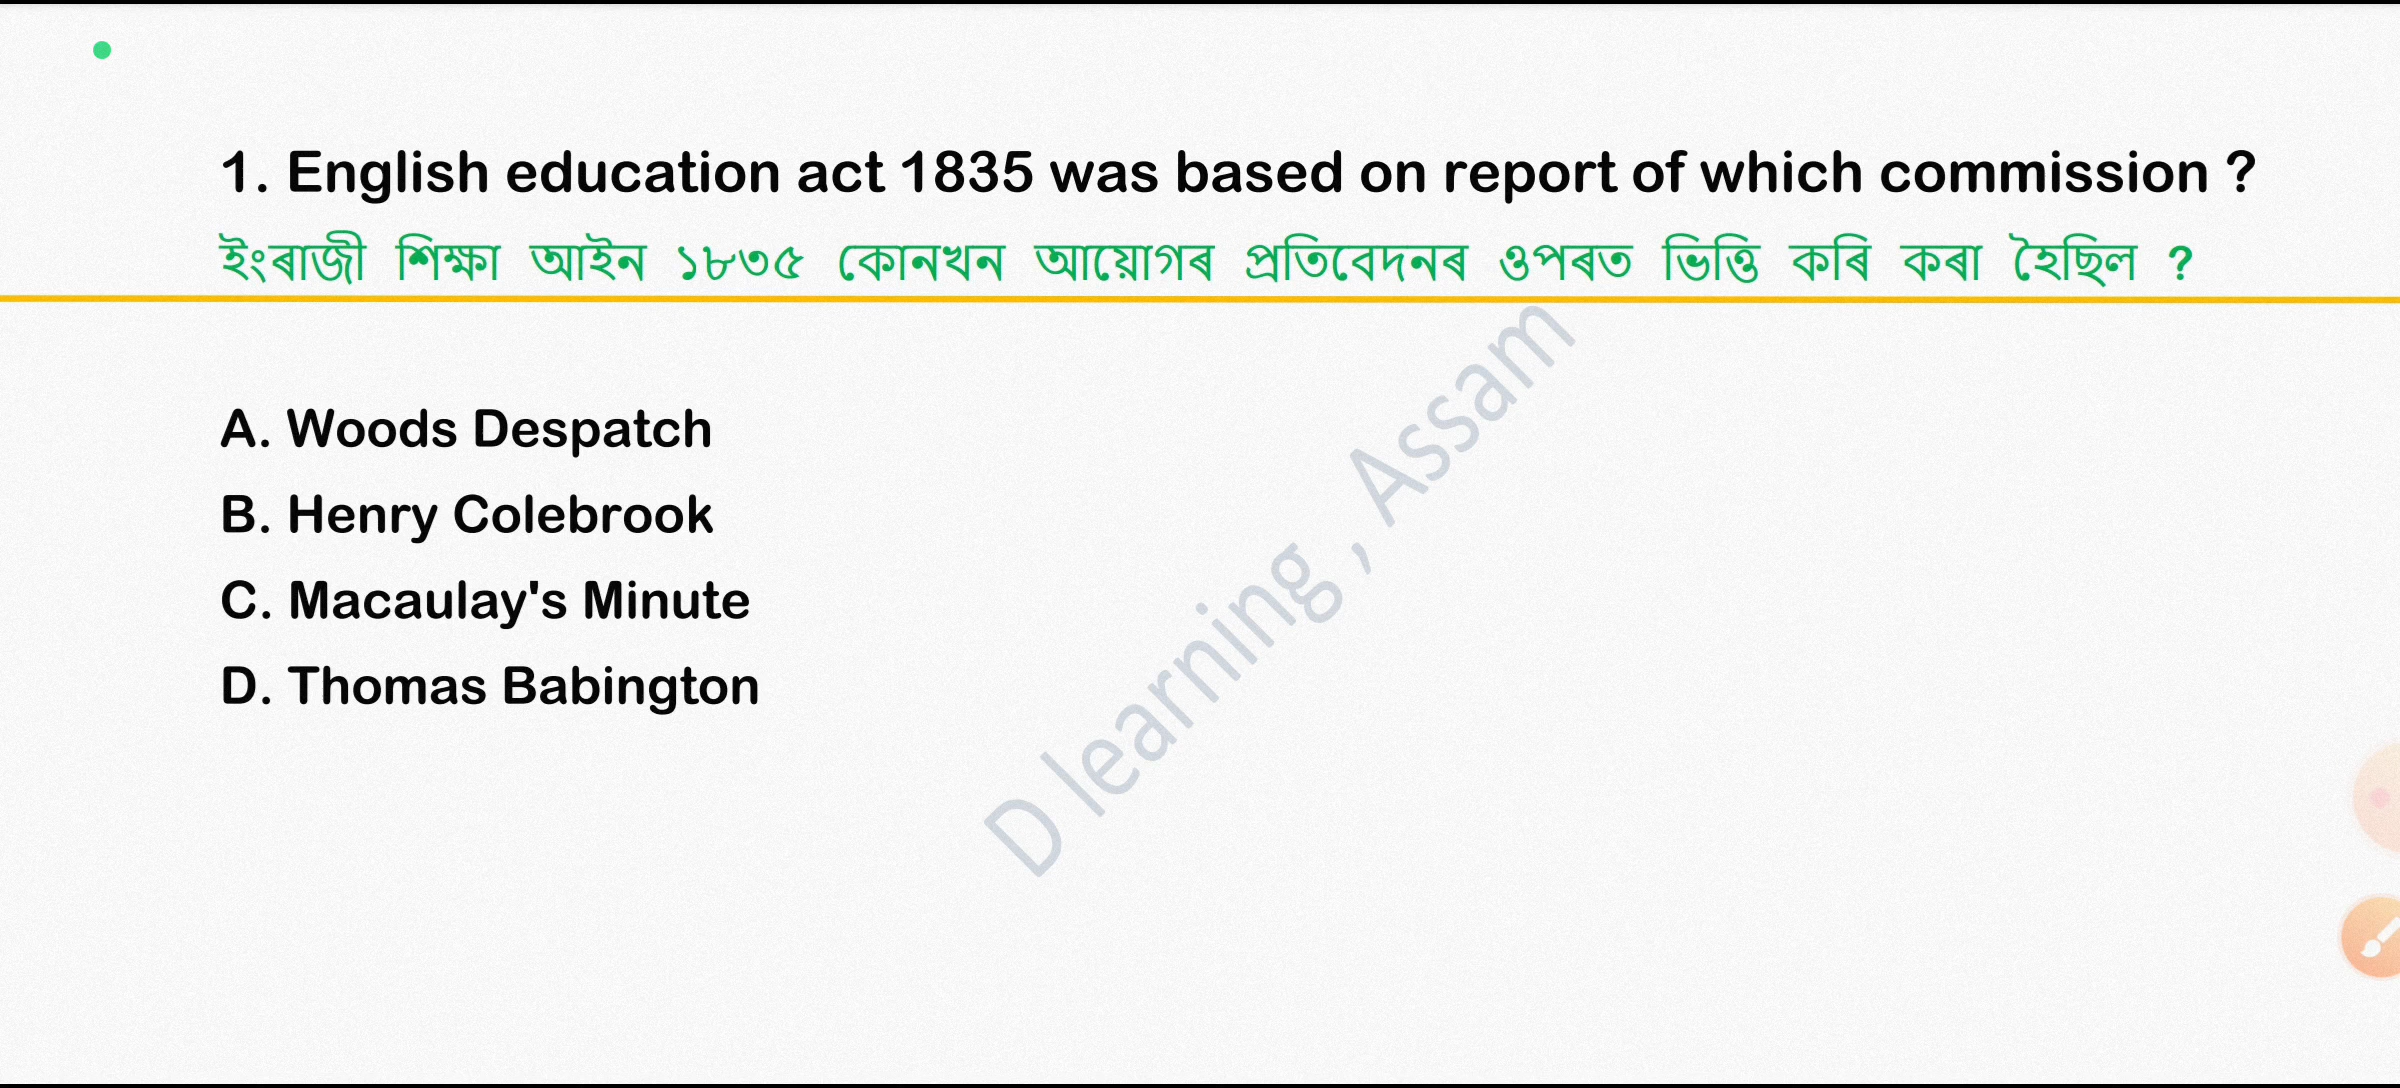 1. English education act 1835 was based on report of which commission ?
ইংৰাজী শিক্ষা আইন ১৮৩৫ কোনখন আয়োগৰ প্ৰতিবেদনৰ ওপৰত ভিত্তি কৰি কৰা হৈছিল ?
A. Woods Despatch
B. Henry Colebrook
C. Macaulay's Minute
D. Thomas Babington
D learning , Assam